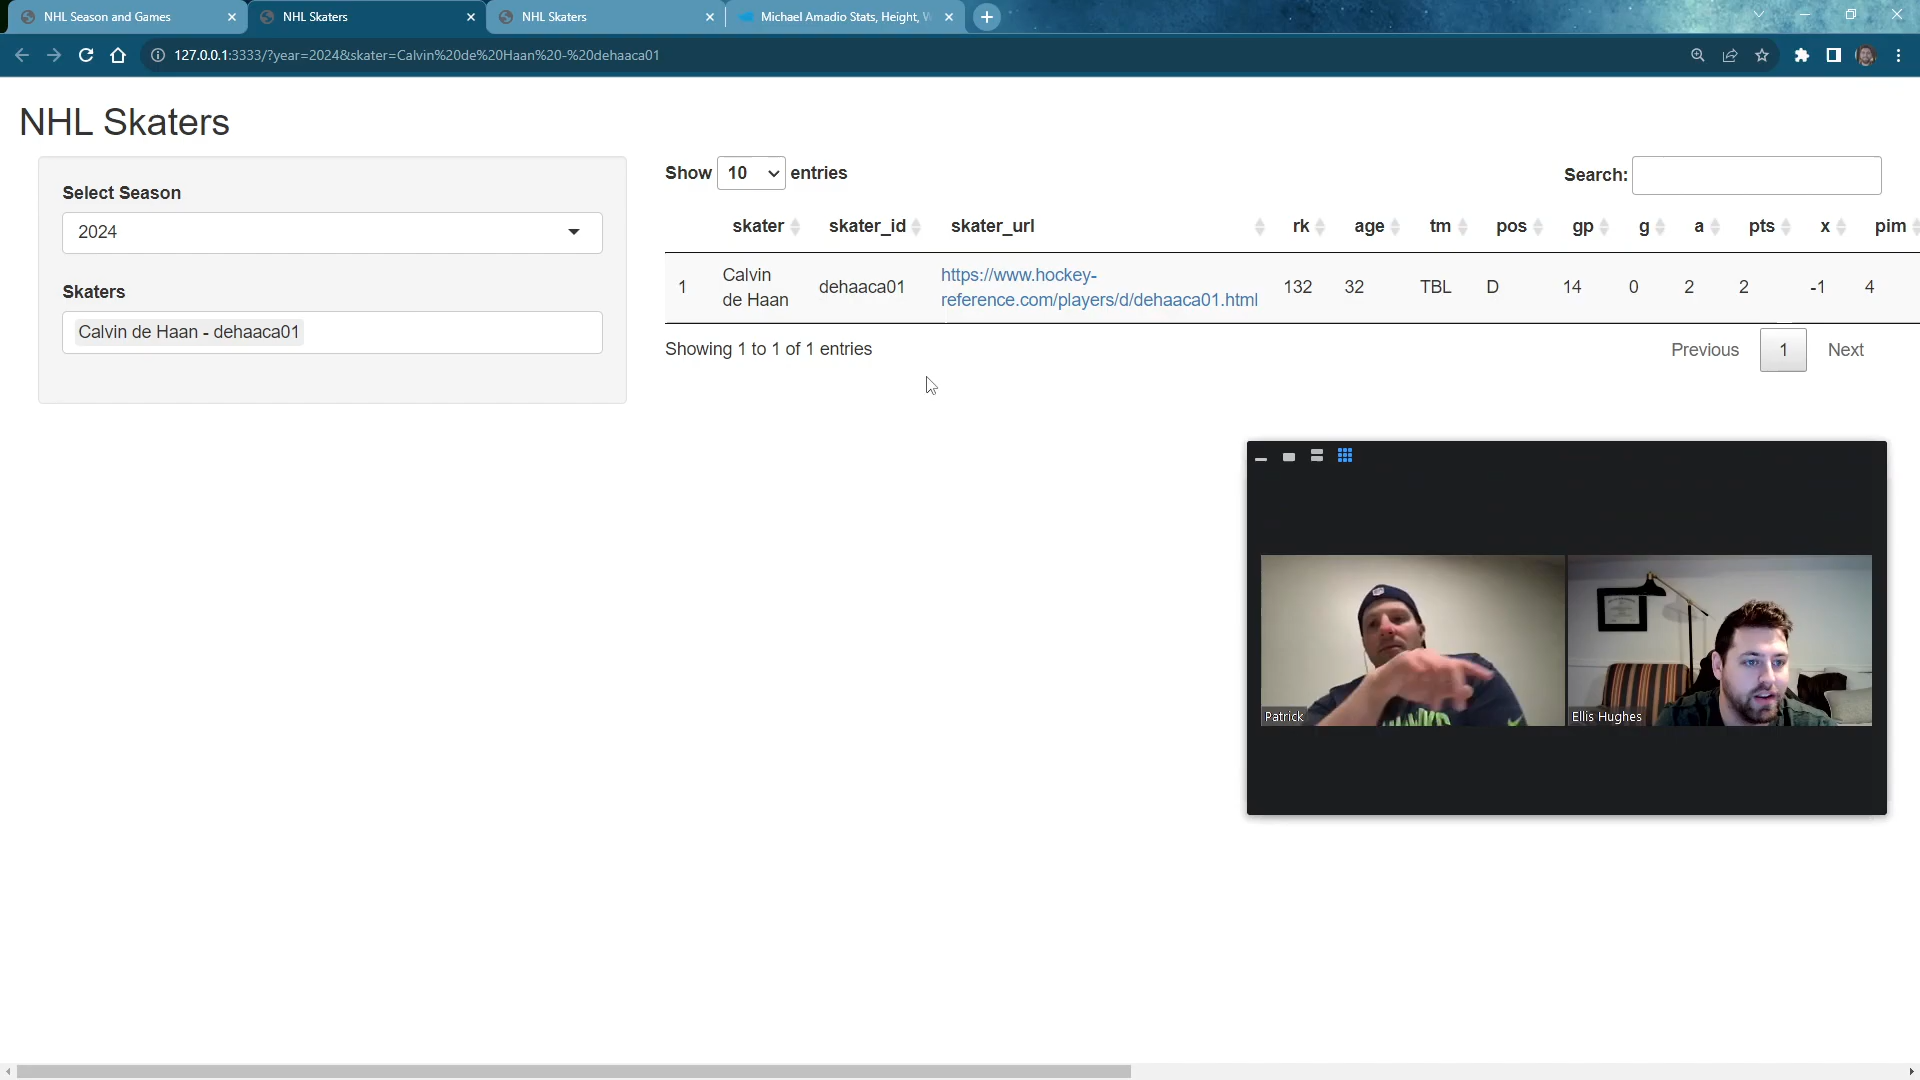 NHL Season and Games
NHL Skaters
NHL Skaters
Michael Amadio Stats, Height, W
127.0.0.1:3333/?year=2024&skater=Calvin%20de%20Haan%20-%20dehaaca01
NHL Skaters
Select Season
2024
Skaters
Calvin de Haan - dehaaca01
Show 10 entries
Search:
skater skater_id skater_url rk age tm pos gp g a pts x pim
1 Calvin de Haan dehaaca01 https://www.hockey-reference.com/players/d/dehaaca01.html 132 32 TBL D 14 0 2 2 -1 4
Showing 1 to 1 of 1 entries
Previous 1 Next
Patrick
Ellis Hughes